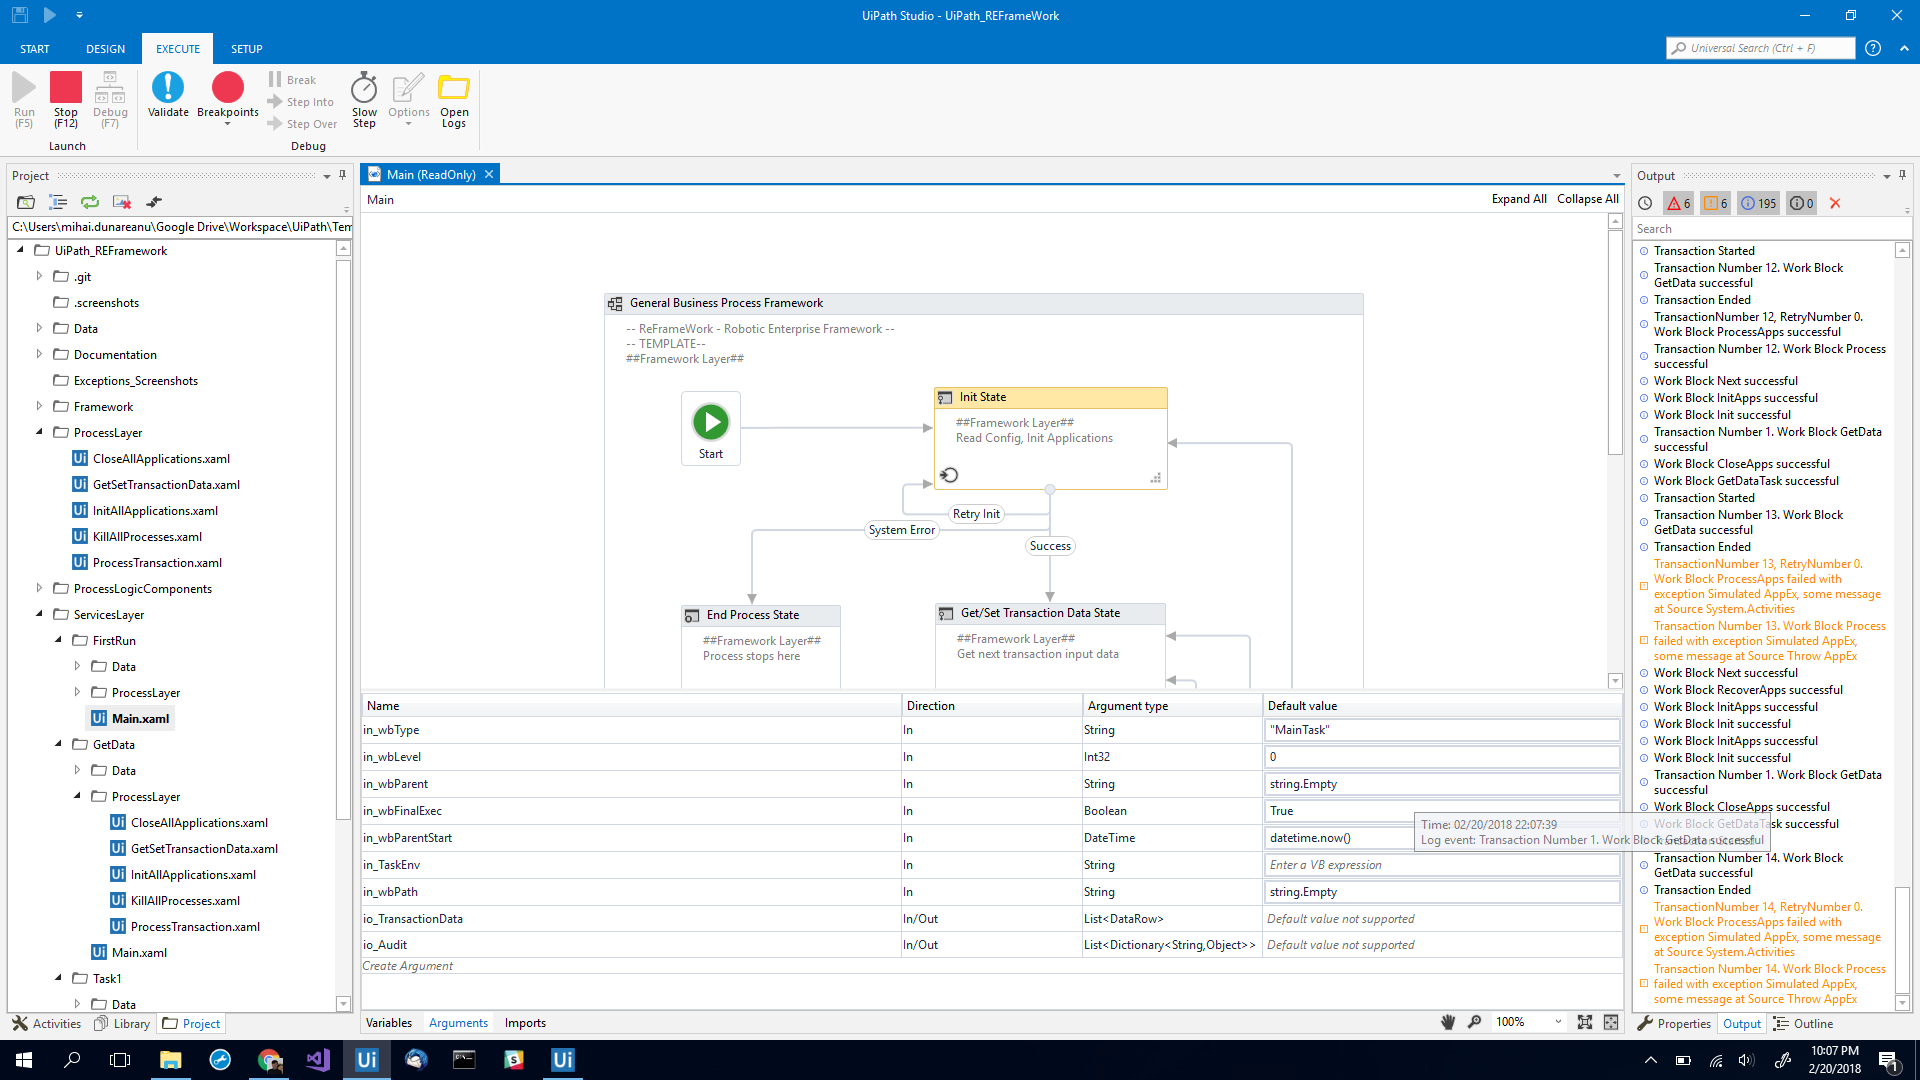 UiPath Studio - UiPath_REFrameWork
START
DESIGN
EXECUTE
SETUP
Universal Search (Ctrl + F)
Run
(F5)
Stop
(F12)
Debug
(F7)
Launch
Validate
Breakpoints
Break
Step Into
Step Over
Slow
Step
Options
Open
Logs
Debug
Project
C:\Users\mihai.dunareanu\Google Drive\Workspace\UiPath\Tem
UiPath_REFramework
.git
.screenshots
Data
Documentation
Exceptions_Screenshots
Framework
ProcessLayer
CloseAllApplications.xaml
GetSetTransactionData.xaml
InitAllApplications.xaml
KillAllProcesses.xaml
ProcessTransaction.xaml
ProcessLogicComponents
ServicesLayer
FirstRun
Data
ProcessLayer
Main.xaml
GetData
Data
ProcessLayer
CloseAllApplications.xaml
GetSetTransactionData.xaml
InitAllApplications.xaml
KillAllProcesses.xaml
ProcessTransaction.xaml
Main.xaml
Task1
Data
Activities
Library
Project
Main (ReadOnly)
Main
Expand All
Collapse All
General Business Process Framework
-- ReFrameWork - Robotic Enterprise Framework --
-- TEMPLATE--
##Framework Layer##
Start
Init State
##Framework Layer##
Read Config, Init Applications
Retry Init
System Error
Success
End Process State
##Framework Layer##
Process stops here
Get/Set Transaction Data State
##Framework Layer##
Get next transaction input data
Name Direction Argument type Default value
in_wbType In String "MainTask"
in_wbLevel In Int32 0
in_wbParent In String string.Empty
in_wbFinalExec In Boolean True
in_wbParentStart In DateTime datetime.now()
in_TaskEnv In String Enter a VB expression
in_wbPath In String string.Empty
io_TransactionData In/Out List<DataRow> Default value not supported
io_Audit In/Out List<Dictionary<String,Object>> Default value not supported
Create Argument
Variables
Arguments
Imports
100%
Time: 02/20/2018 22:07:39
Log event: Transaction Number 1. Work Block GetData successful
Output
6
6
195
0
Search
Transaction Started
Transaction Number 12. Work Block
GetData successful
Transaction Ended
TransactionNumber 12, RetryNumber 0.
Work Block ProcessApps successful
Transaction Number 12. Work Block Process
successful
Work Block Next successful
Work Block InitApps successful
Work Block Init successful
Transaction Number 1. Work Block GetData
successful
Work Block CloseApps successful
Work Block GetDataTask successful
Transaction Started
Transaction Number 13. Work Block
GetData successful
Transaction Ended
TransactionNumber 13, RetryNumber 0.
Work Block ProcessApps failed with
exception Simulated AppEx, some message
at Source System.Activities
Transaction Number 13. Work Block Process
failed with exception Simulated AppEx,
some message at Source Throw AppEx
Work Block Next successful
Work Block RecoverApps successful
Work Block InitApps successful
Work Block Init successful
Work Block InitApps successful
Work Block Init successful
Transaction Number 1. Work Block GetData
successful
Work Block CloseApps successful
Work Block GetDataTask successful
Transaction Started
Transaction Number 14. Work Block
GetData successful
Transaction Ended
TransactionNumber 14, RetryNumber 0.
Work Block ProcessApps failed with
exception Simulated AppEx, some message
at Source System.Activities
Transaction Number 14. Work Block Process
failed with exception Simulated AppEx,
some message at Source Throw AppEx
Properties
Output
Outline
10:07 PM
2/20/2018
1